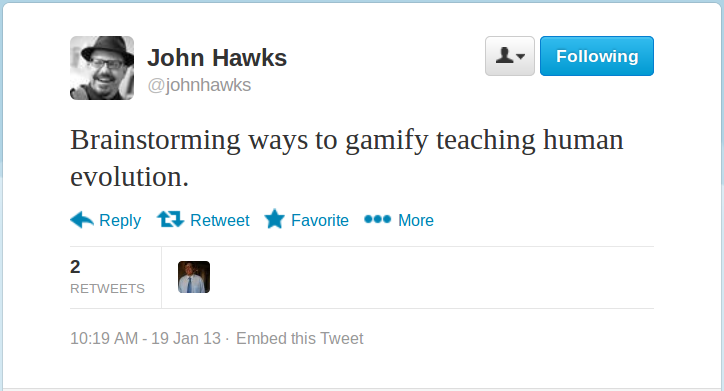 John Hawks
@johnhawks
Following
Brainstorming ways to gamify teaching human
evolution.
Reply Retweet Favorite More
2
RETWEETS
10:19 AM - 19 Jan 13 · Embed this Tweet